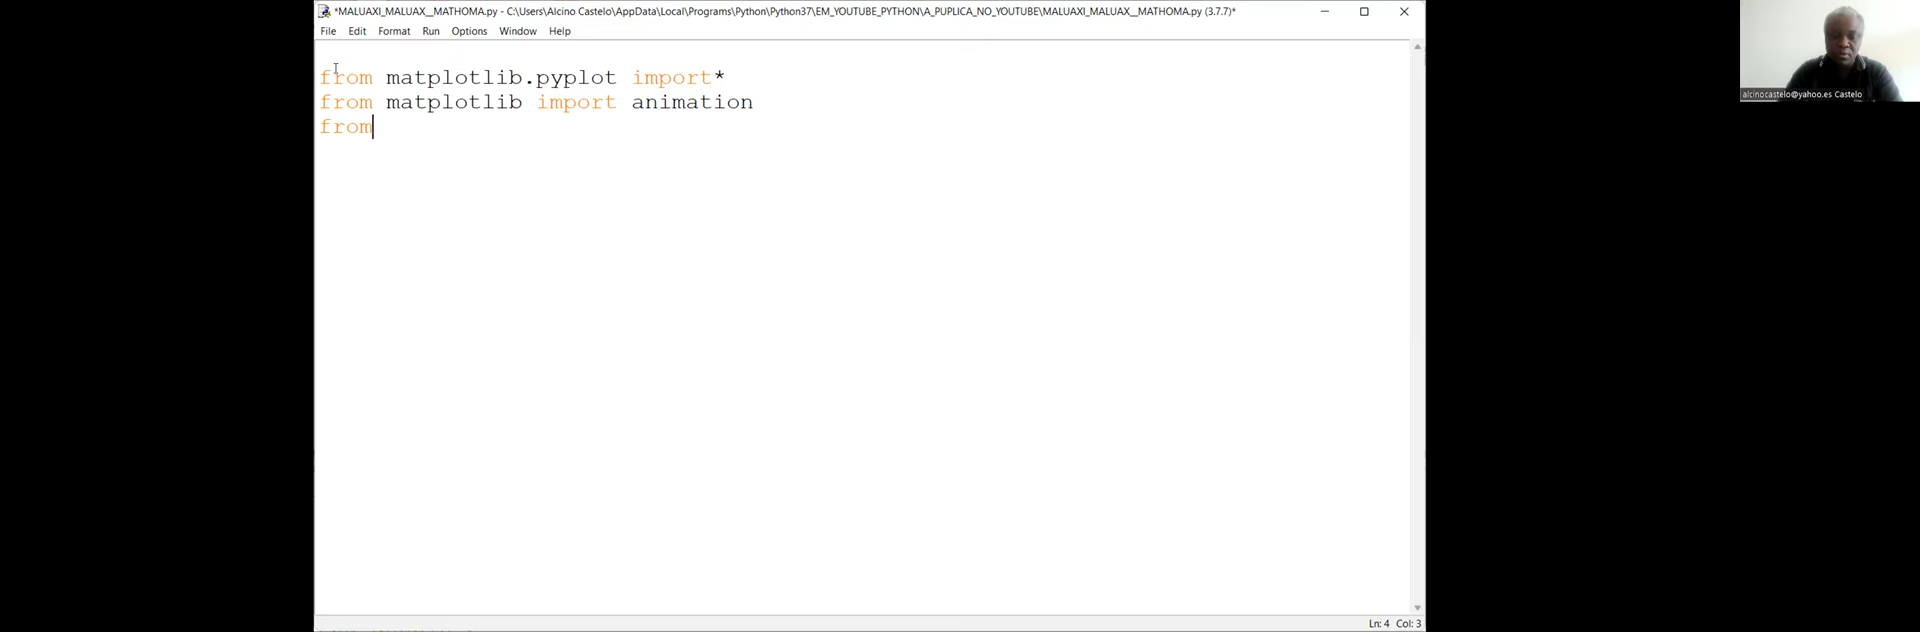 *MALUAXI_MALUAX__MATHOMA.py - C:\Users\Alcino Castelo\AppData\Local\Programs\Python\Python37\EM_YOUTUBE_PYTHON\A_PUPLICA_NO_YOUTUBE\MALUAXI_MALUAX__MATHOMA.py (3.7.7)*
File Edit Format Run Options Window Help
from matplotlib.pyplot import*
from matplotlib import animation
from
alcinocastelo@yahoo.es Castelo
Ln: 4 Col: 3